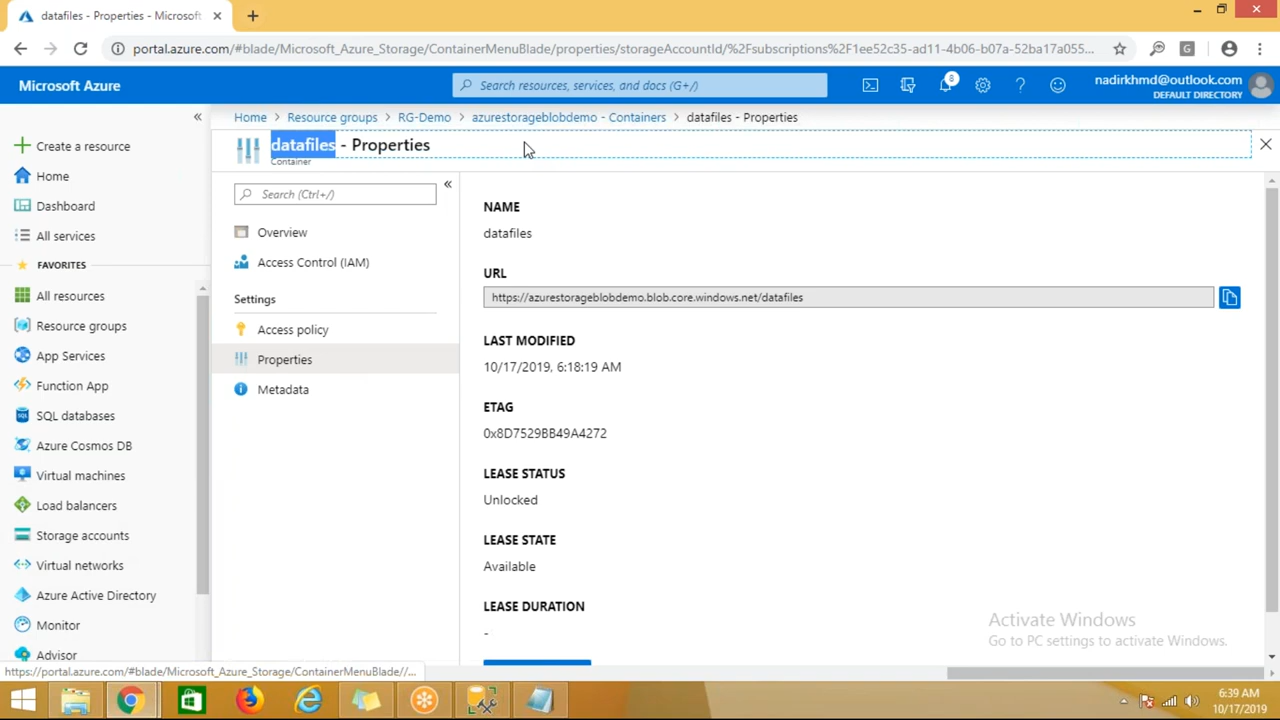 datafiles - Properties - Microsoft
portal.azure.com/#blade/Microsoft_Azure_Storage/ContainerMenuBlade/properties/storageAccountId/%2Fsubscriptions%2F1ee52c35-ad11-4b06-b07a-52ba17a055...
Microsoft Azure
Search resources, services, and docs (G+/)
8
nadirkhmd@outlook.com
DEFAULT DIRECTORY
Home > Resource groups > RG-Demo > azurestorageblobdemo - Containers > datafiles - Properties
datafiles - Properties
Container
Create a resource
Home
Dashboard
All services
FAVORITES
All resources
Resource groups
App Services
Function App
SQL databases
Azure Cosmos DB
Virtual machines
Load balancers
Storage accounts
Virtual networks
Azure Active Directory
Monitor
Advisor
Search (Ctrl+/)
Overview
Access Control (IAM)
Settings
Access policy
Properties
Metadata
NAME
datafiles
URL
https://azurestorageblobdemo.blob.core.windows.net/datafiles
LAST MODIFIED
10/17/2019, 6:18:19 AM
ETAG
0x8D7529BB49A4272
LEASE STATUS
Unlocked
LEASE STATE
Available
LEASE DURATION
-
Activate Windows
Go to PC settings to activate Windows.
https://portal.azure.com/#blade/Microsoft_Azure_Storage/ContainerMenuBlade//...
6:39 AM
10/17/2019